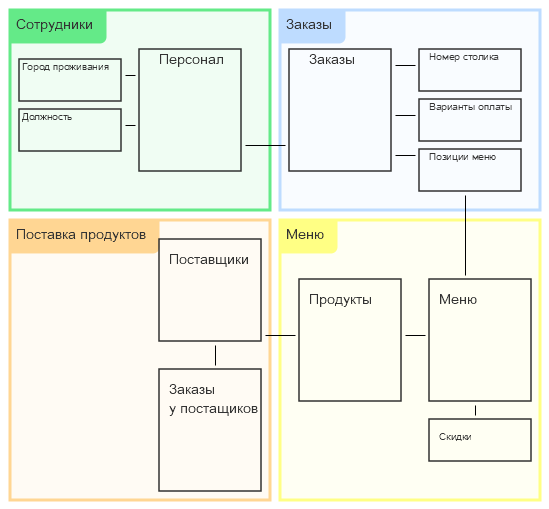 Сотрудники
Город проживания
Должность
Персонал
Заказы
Заказы
Номер столика
Варианты оплаты
Позиции меню
Поставка продуктов
Поставщики
Заказы
у постащиков
Меню
Продукты
Меню
Скидки